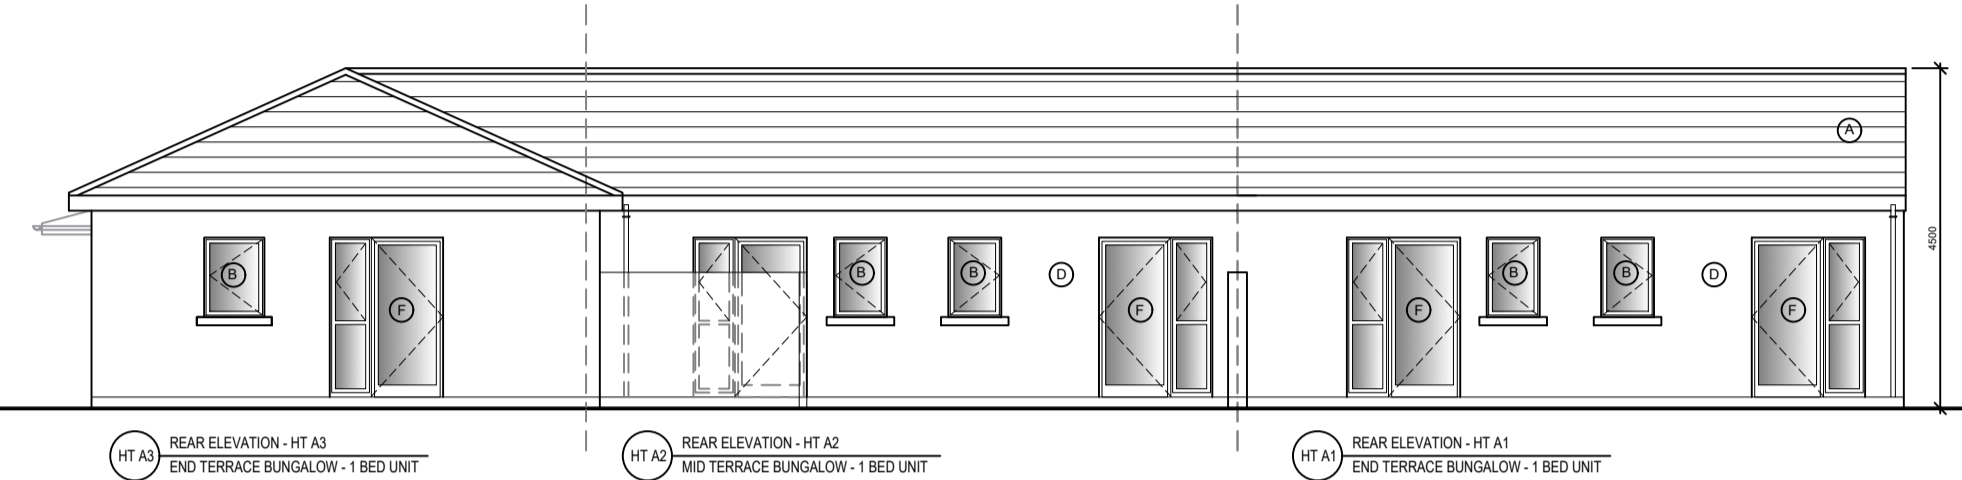 A
4500
B
F
B
B
D
F
F
B
B
D
F
HT A3
REAR ELEVATION - HT A3
END TERRACE BUNGALOW - 1 BED UNIT
HT A2
REAR ELEVATION - HT A2
MID TERRACE BUNGALOW - 1 BED UNIT
HT A1
REAR ELEVATION - HT A1
END TERRACE BUNGALOW - 1 BED UNIT